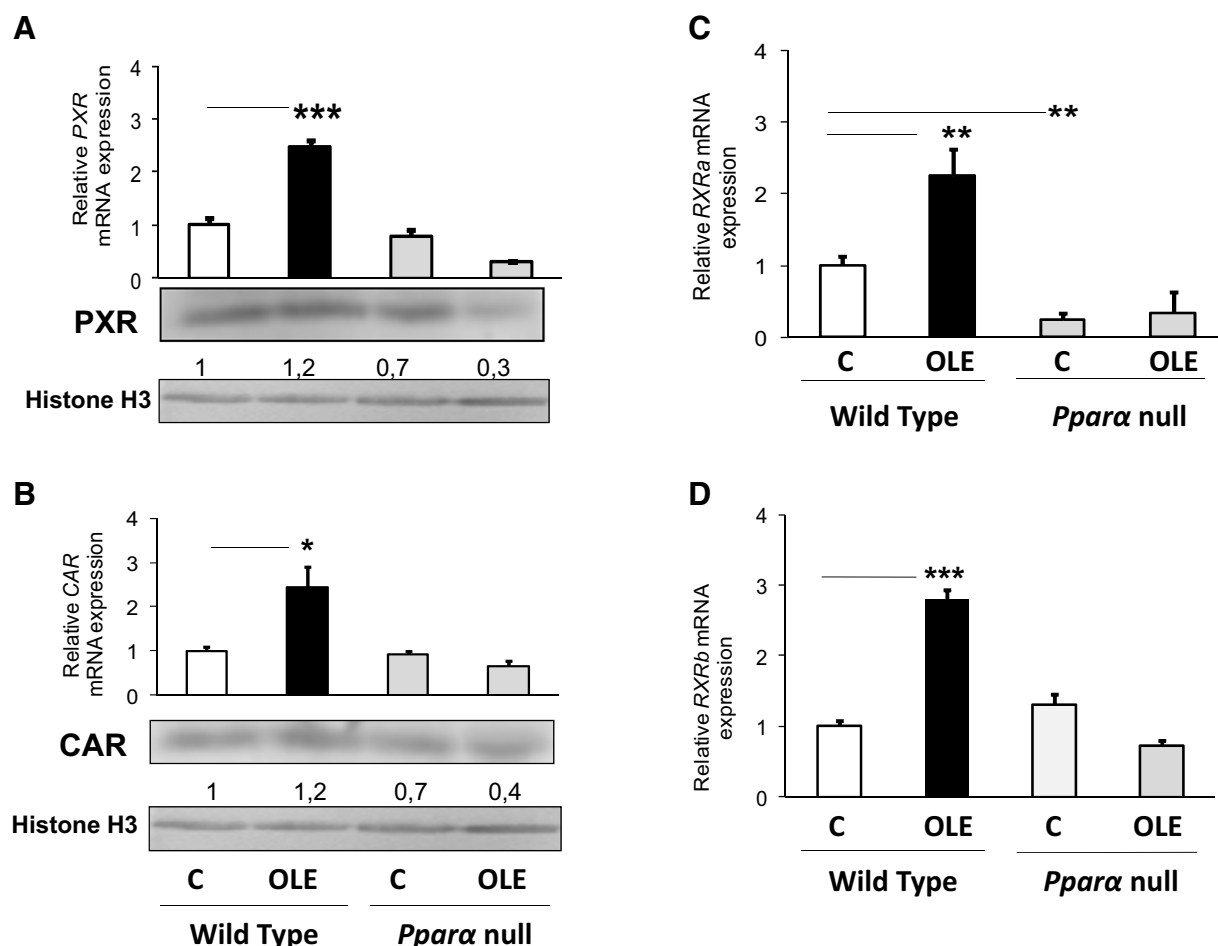 A
Relative PXR
mRNA expression
4
3
2
1
0
***
PXR
1 1,2 0,7 0,3
Histone H3
B
Relative CAR
mRNA expression
4
3
2
1
0
*
CAR
1 1,2 0,7 0,4
Histone H3
C OLE C OLE
Wild Type Pparα null
C
Relative RXRa mRNA
expression
4
3
2
1
0
**
**
C OLE C OLE
Wild Type Pparα null
D
Relative RXRb mRNA
expression
4
3
2
1
0
***
C OLE C OLE
Wild Type Pparα null